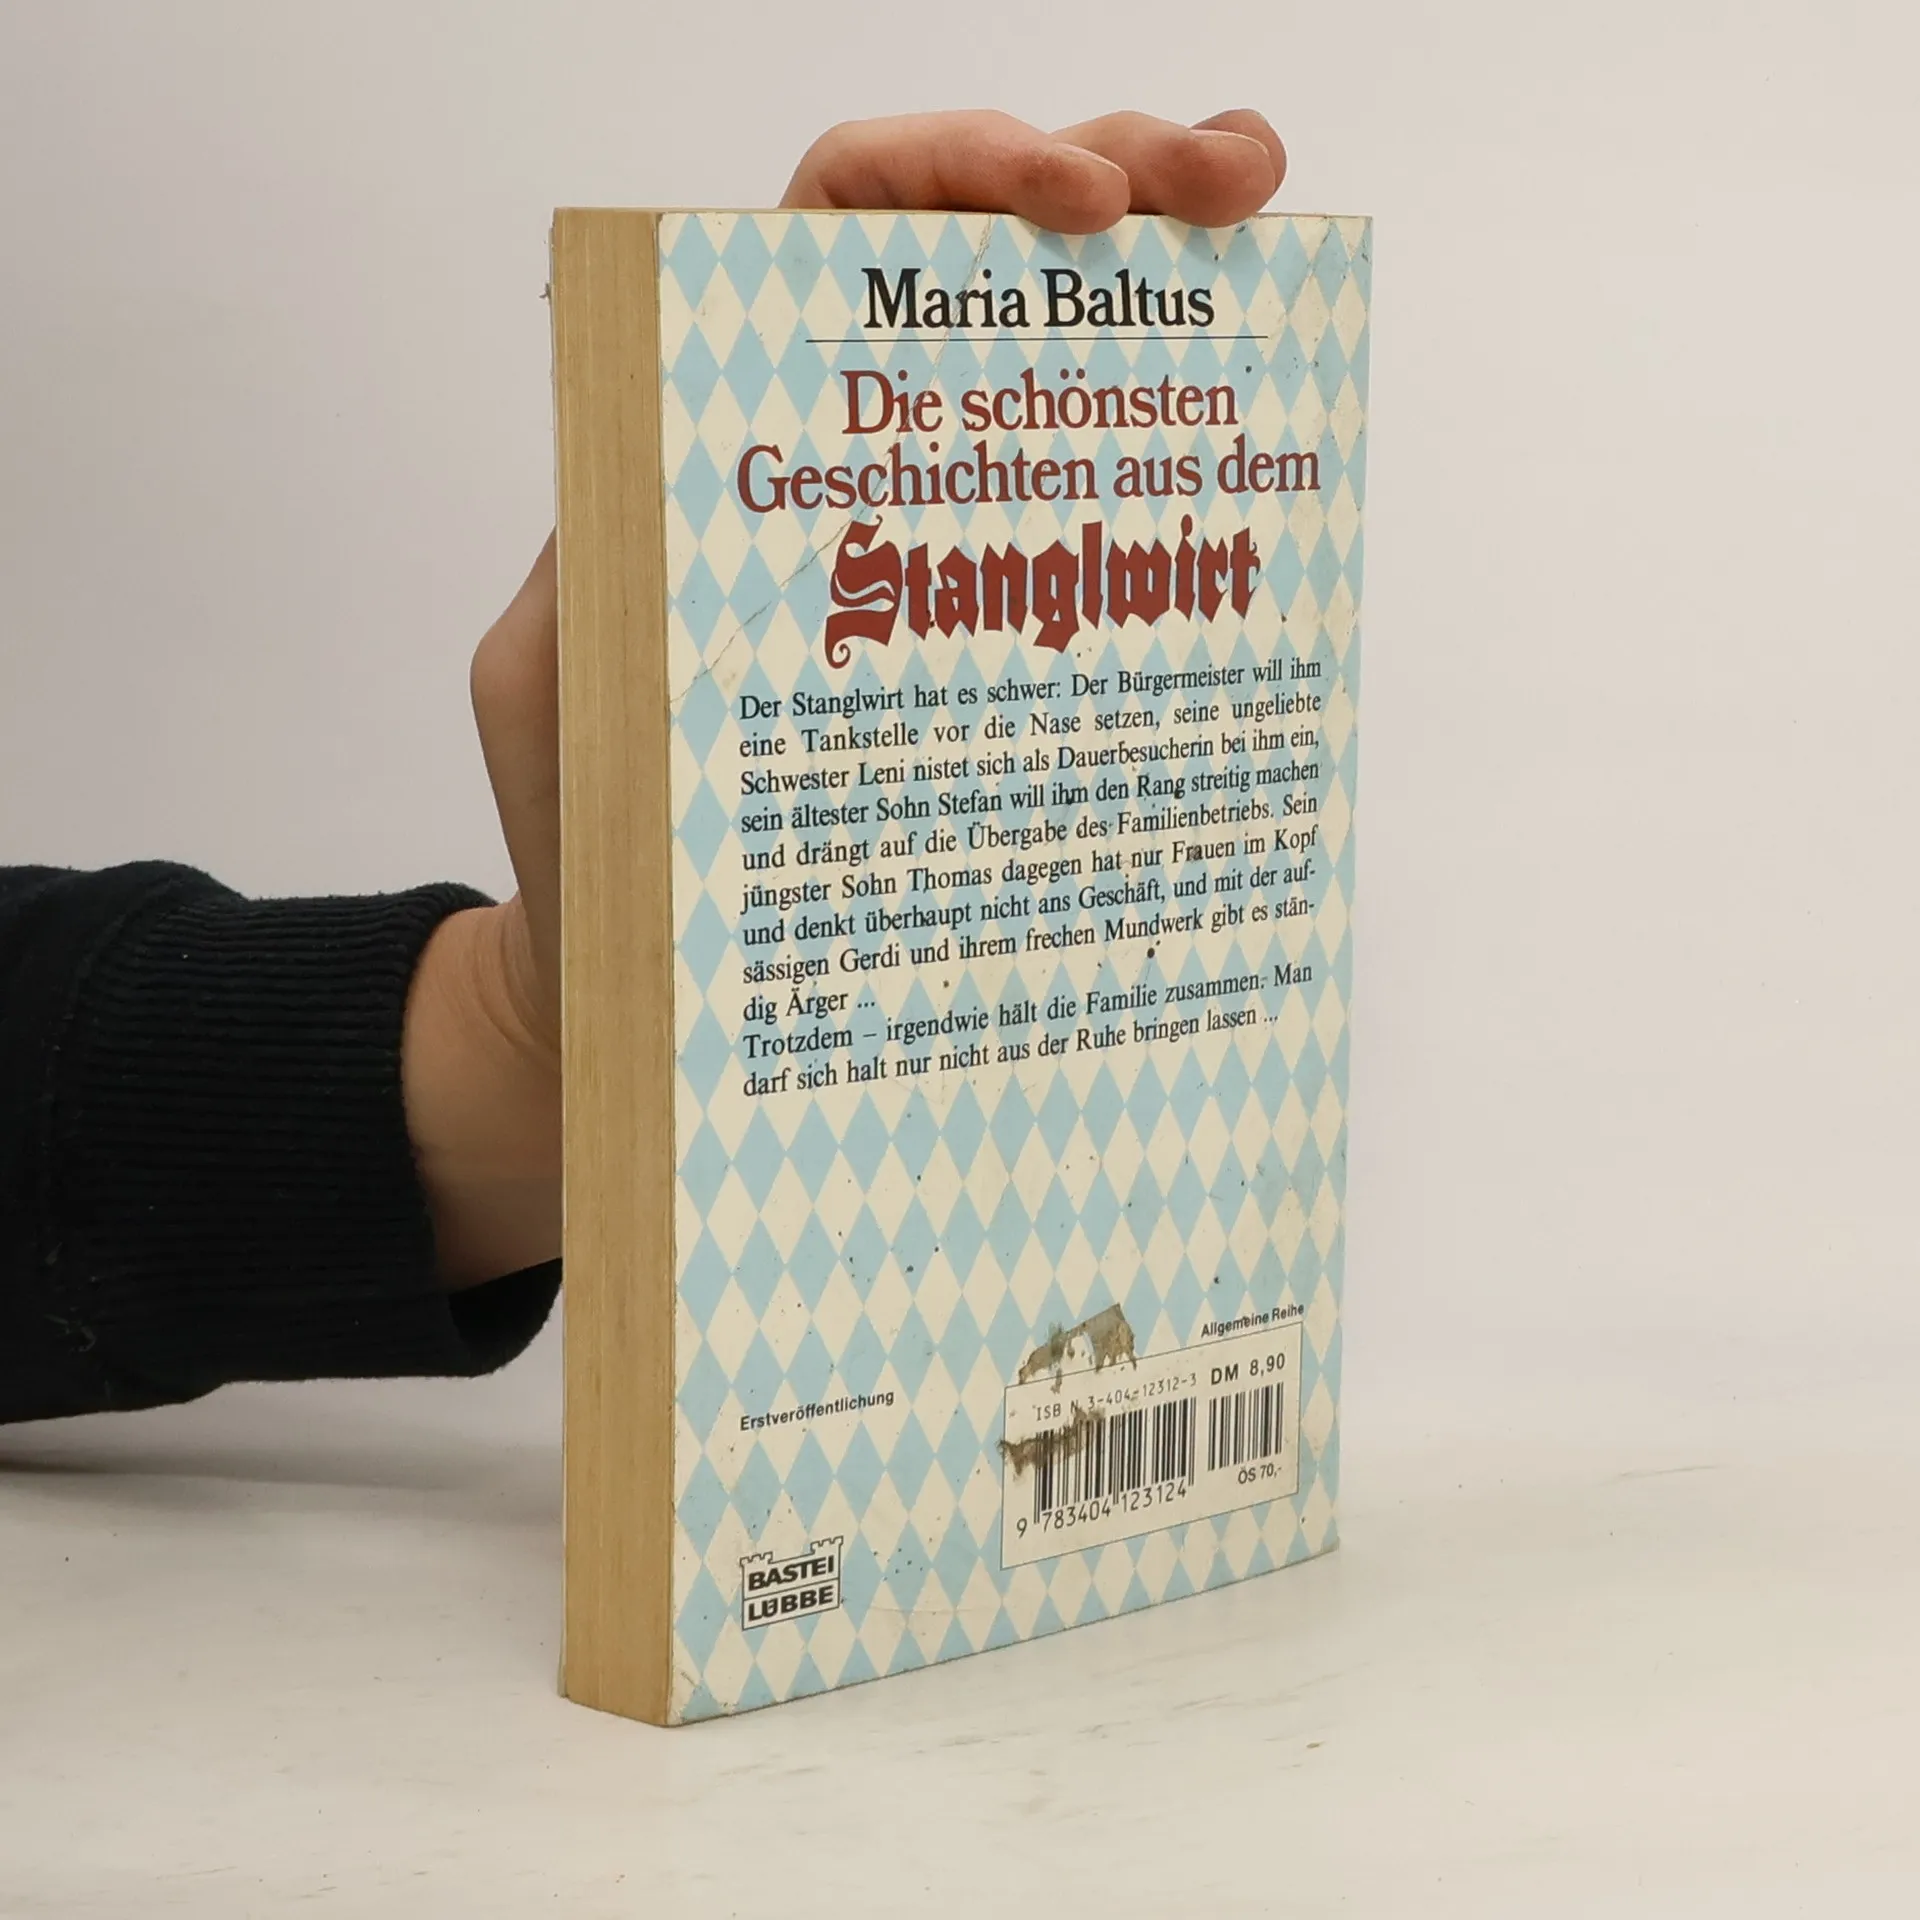 Maria Baltus
Die schönsten
Geschichten aus dem
Stanglwirt
Der Stanglwirt hat es schwer: Der Bürgermeister will ihm
eine Tankstelle vor die Nase setzen, seine ungeliebte
Schwester Leni nistet sich als Dauerbesucherin bei ihm ein,
sein ältester Sohn Stefan will ihm den Rang streitig machen
und drängt auf die Übergabe des Familienbetriebs. Sein
jüngster Sohn Thomas dagegen hat nur Frauen im Kopf
und denkt überhaupt nicht ans Geschäft, und mit der auf-
sässigen Gerdi und ihrem frechen Mundwerk gibt es stän-
dig Ärger ...
Trotzdem – irgendwie hält die Familie zusammen. Man
darf sich halt nur nicht aus der Ruhe bringen lassen ...
Allgemeine Reihe
Erstveröffentlichung
ISBN 3-404-12312-3 DM 8,90
ÖS 70,-
9 783404 123124
BASTEI
LÜBBE